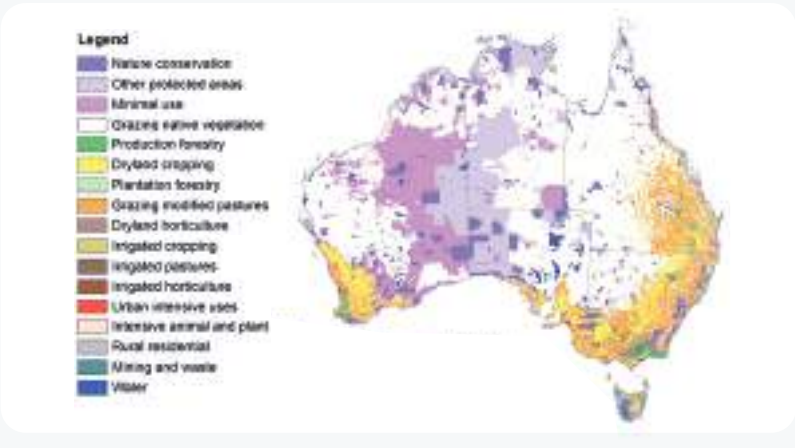 Legend
Nature conservation
Other protected areas
Minimal use
Grazing native vegetation
Production forestry
Dryland cropping
Plantation forestry
Grazing modified pastures
Dryland horticulture
Irrigated cropping
Irrigated pastures
Irrigated horticulture
Urban intensive uses
Intensive animal and plant
Rural residential
Mining and waste
Water